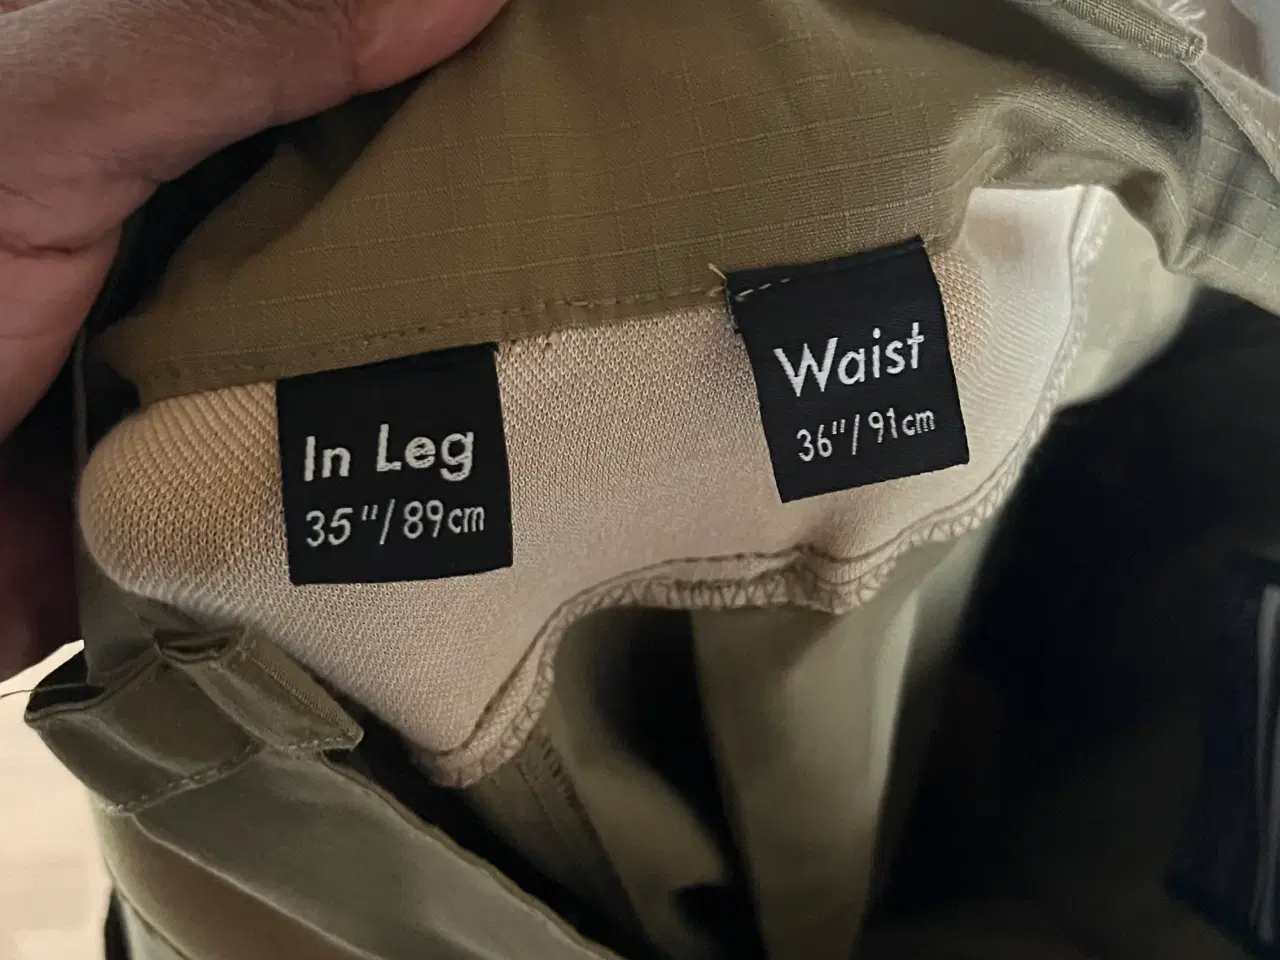 In Leg
35"/89cm
Waist
36"/91cm